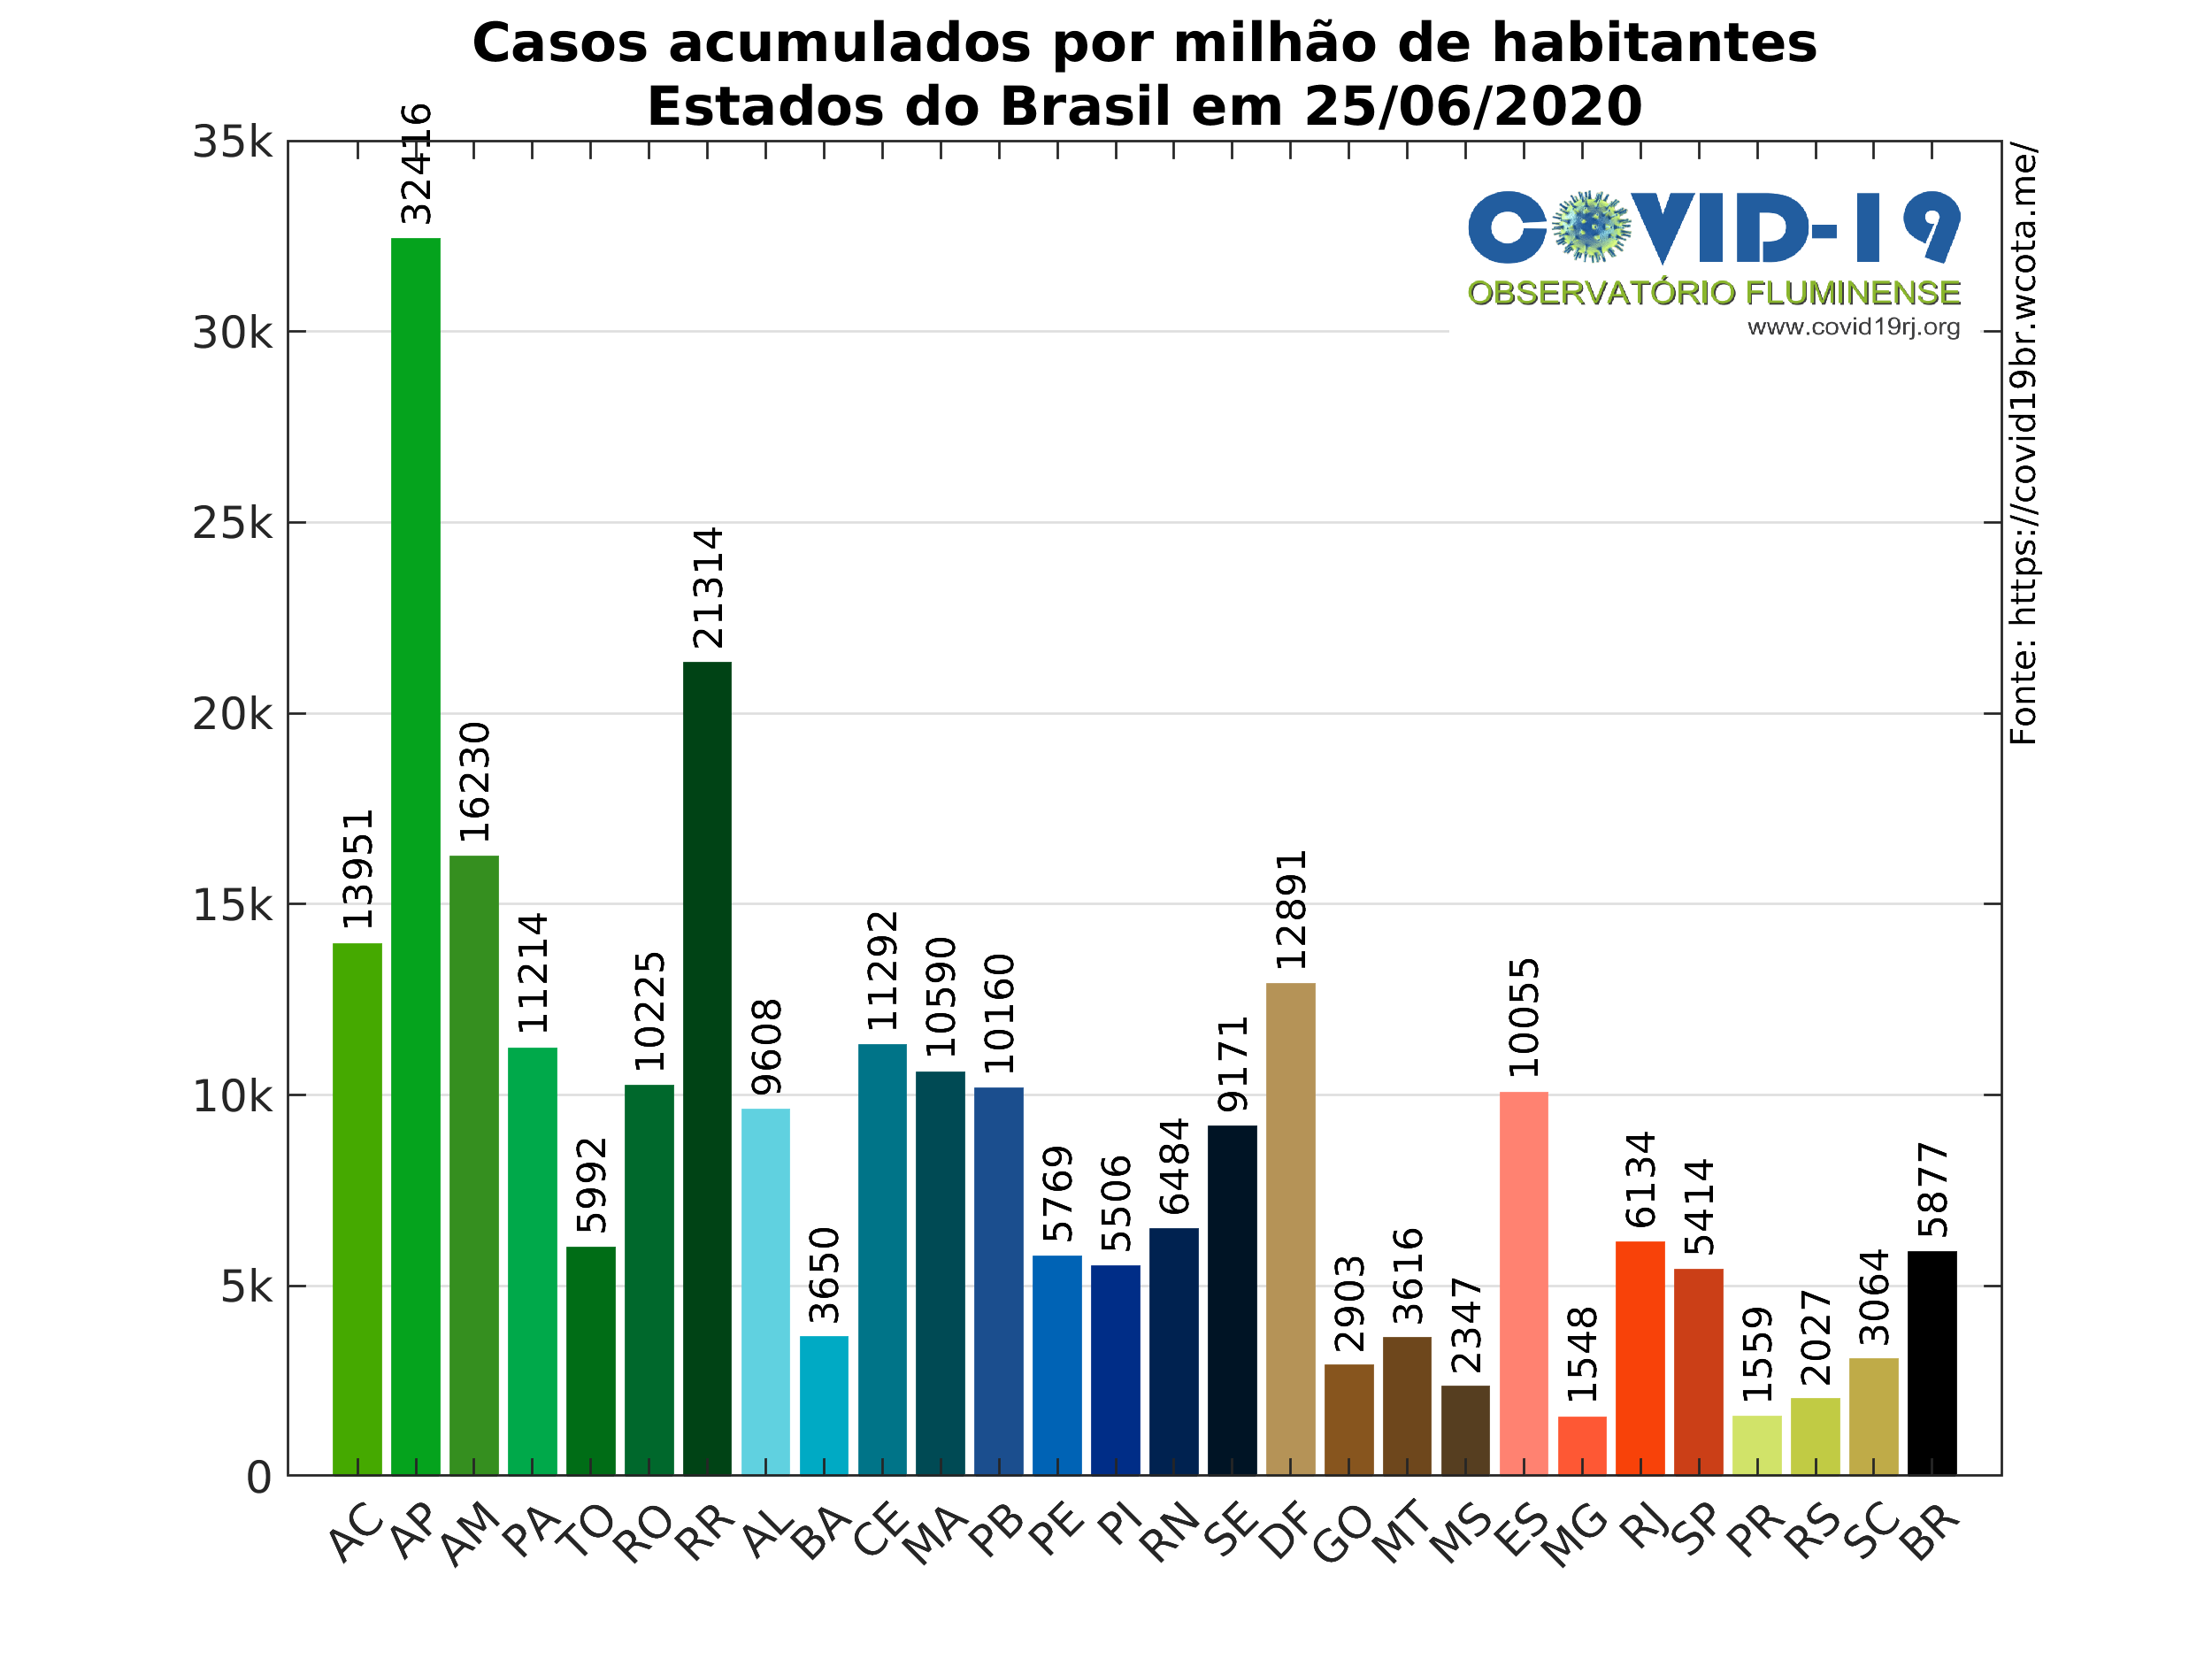 Casos acumulados por milhão de habitantes
Estados do Brasil em 25/06/2020
35k
30k
25k
20k
15k
10k
5k
0
13951
32416
16230
11214
5992
10225
21314
9608
3650
11292
10590
10160
5769
5506
6484
9171
12891
2903
3616
2347
10055
1548
6134
5414
1559
2027
3064
5877
AC
AP
AM
PA
TO
RO
RR
AL
BA
CE
MA
PB
PE
PI
RN
SE
DF
GO
MT
MS
ES
MG
RJ
SP
PR
RS
SC
BR
COVID-19
OBSERVATÓRIO FLUMINENSE
www.covid19rj.org
Fonte: https://covid19br.wcota.me/